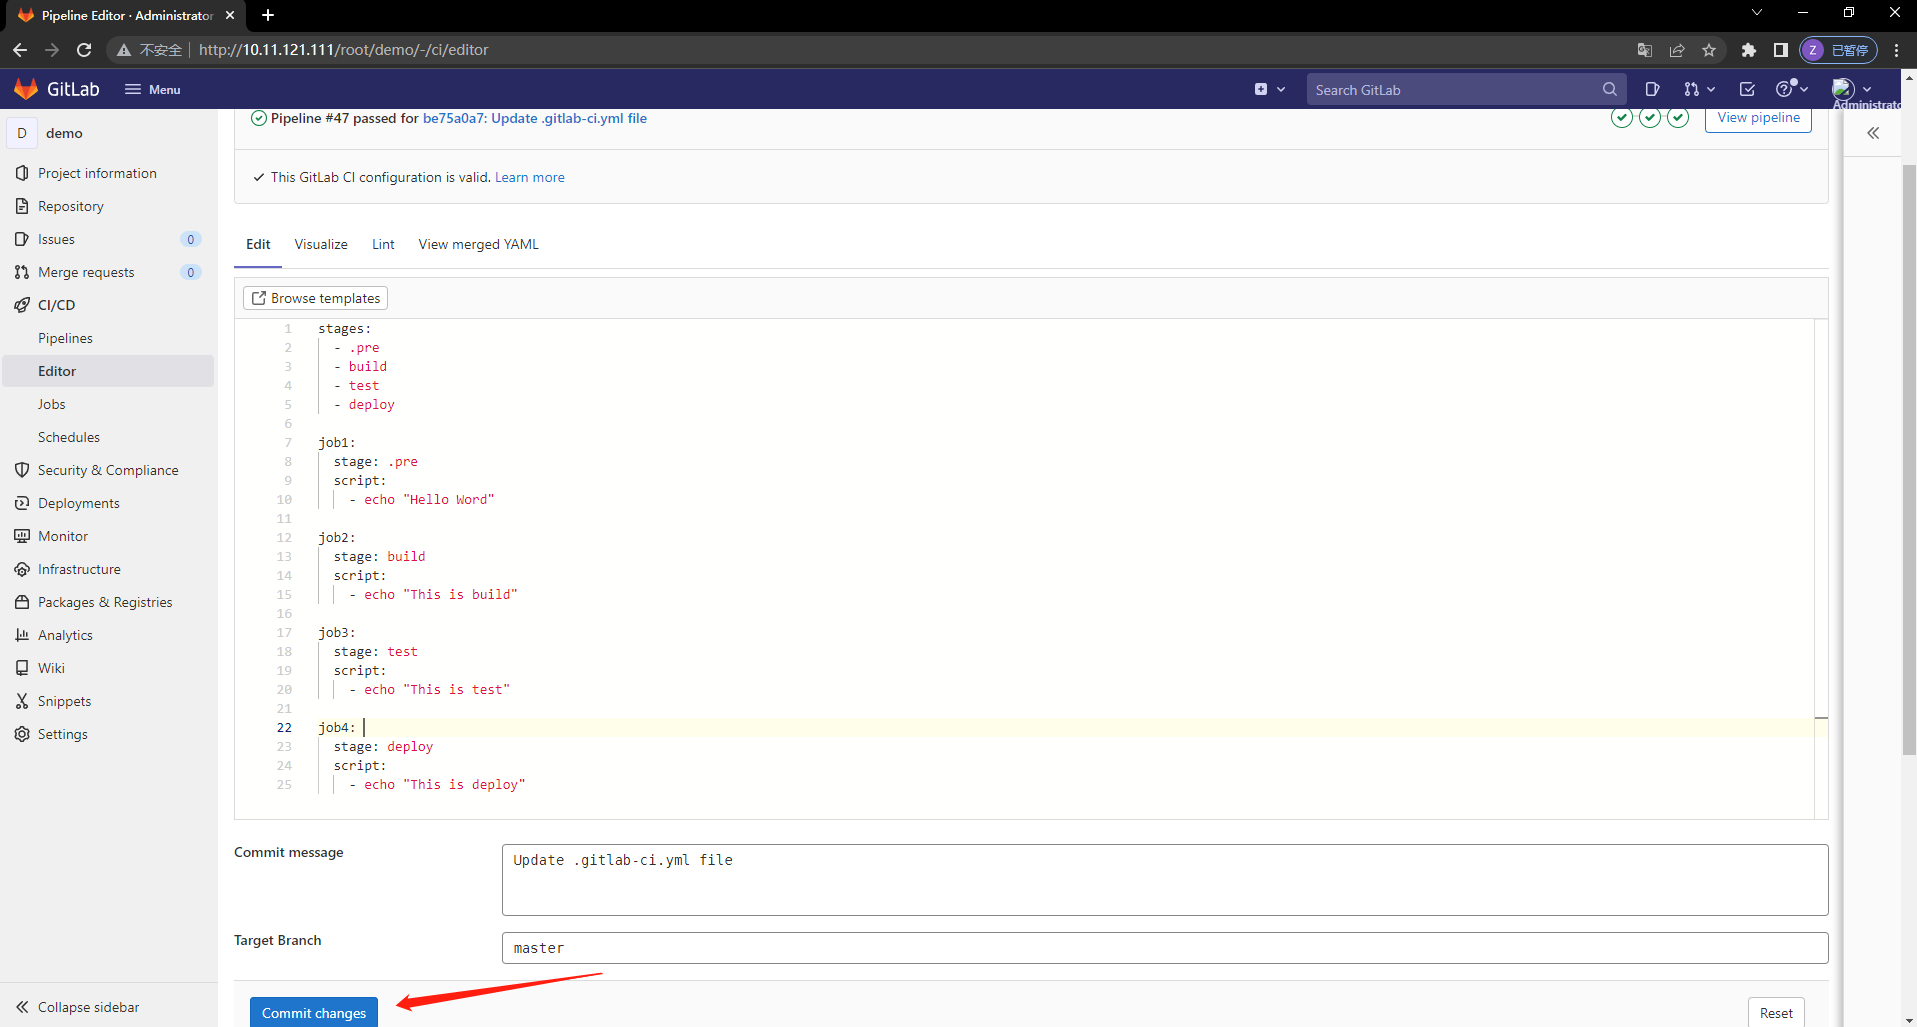 Pipeline Editor · Administrator
不安全 http://10.11.121.111/root/demo/-/ci/editor
Z 已暂停
GitLab
Menu
Search GitLab
Administrato
D demo
Project information
Repository
Issues 0
Merge requests 0
CI/CD
Pipelines
Editor
Jobs
Schedules
Security & Compliance
Deployments
Monitor
Infrastructure
Packages & Registries
Analytics
Wiki
Snippets
Settings
Collapse sidebar
Pipeline #47 passed for be75a0a7: Update .gitlab-ci.yml file
View pipeline
This GitLab CI configuration is valid. Learn more
Edit Visualize Lint View merged YAML
Browse templates
1 stages:
2 - .pre
3 - build
4 - test
5 - deploy
6
7 job1:
8 stage: .pre
9 script:
10 - echo "Hello Word"
11
12 job2:
13 stage: build
14 script:
15 - echo "This is build"
16
17 job3:
18 stage: test
19 script:
20 - echo "This is test"
21
22 job4:
23 stage: deploy
24 script:
25 - echo "This is deploy"
Commit message
Update .gitlab-ci.yml file
Target Branch
master
Commit changes
Reset